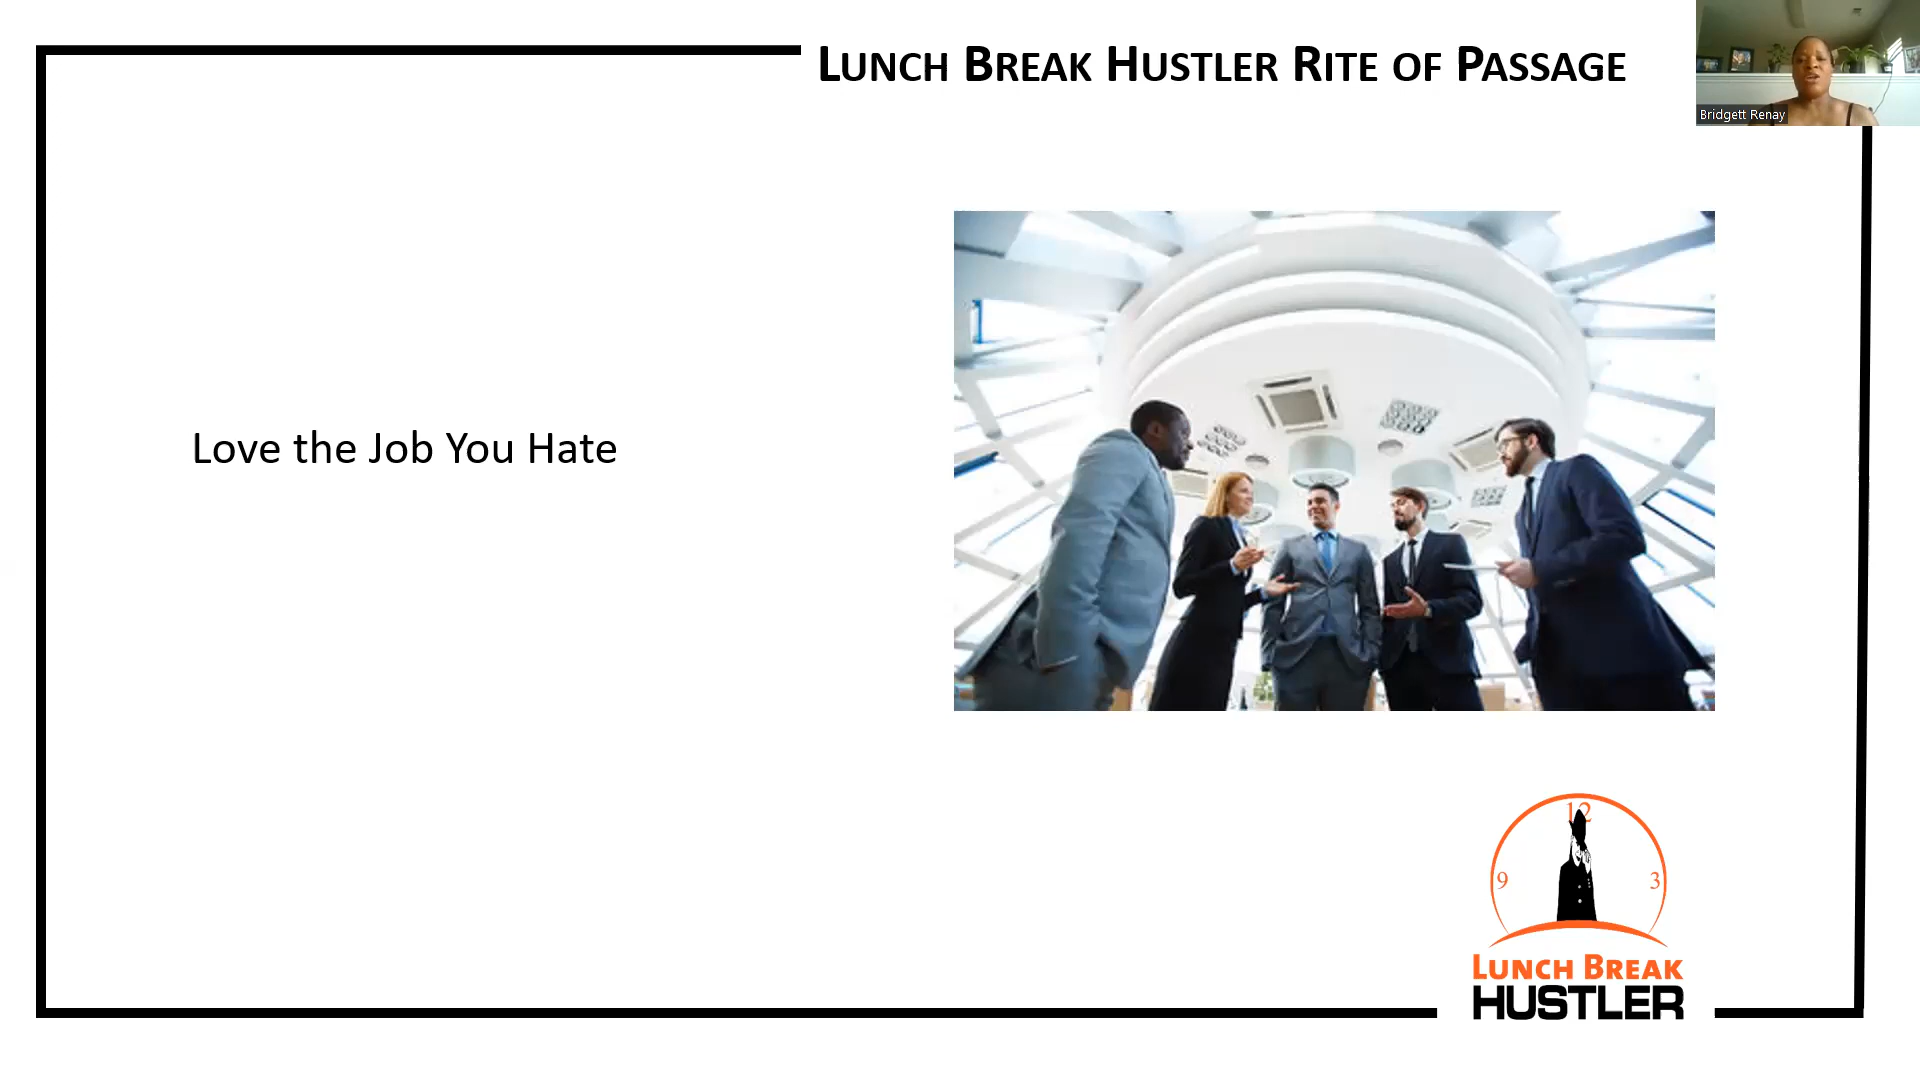 LUNCH BREAK HUSTLER RITE OF PASSAGE
Bridgett Renay
Love the Job You Hate
12
9
3
LUNCH BREAK
HUSTLER